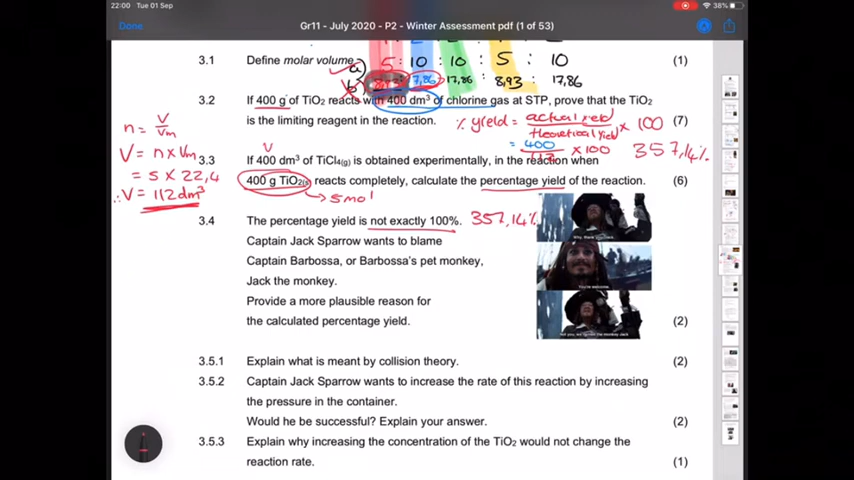 22:00 Tue 01 Sep
38%
Done
Gr11 - July 2020 - P2 - Winter Assessment pdf (1 of 53)
3.1 Define molar volume. (1)
a) 5 : 10 : 10 : 5 : 10
b) 8,93 : 7,86 : 17,86 : 8,93 : 17,86
3.2 If 400 g of TiO2 reacts with 400 dm3 of chlorine gas at STP, prove that the TiO2
is the limiting reagent in the reaction. (7)
n = V/Vm
V = n x Vm
= 5 x 22,4
∴ V = 112 dm3
% yield = actual yield / theoretical yield x 100
= 400 / 112 x 100
357,14%
3.3 If 400 dm3 of TiCl4(g) is obtained experimentally, in the reaction when
V
400 g TiO2(s) reacts completely, calculate the percentage yield of the reaction. (6)
→ 5 mol
3.4 The percentage yield is not exactly 100%. 357,14%
Captain Jack Sparrow wants to blame
Captain Barbossa, or Barbossa's pet monkey,
Jack the monkey.
Provide a more plausible reason for
the calculated percentage yield. (2)
You're welcome.
3.5.1 Explain what is meant by collision theory. (2)
3.5.2 Captain Jack Sparrow wants to increase the rate of this reaction by increasing
the pressure in the container.
Would he be successful? Explain your answer. (2)
3.5.3 Explain why increasing the concentration of the TiO2 would not change the
reaction rate. (1)